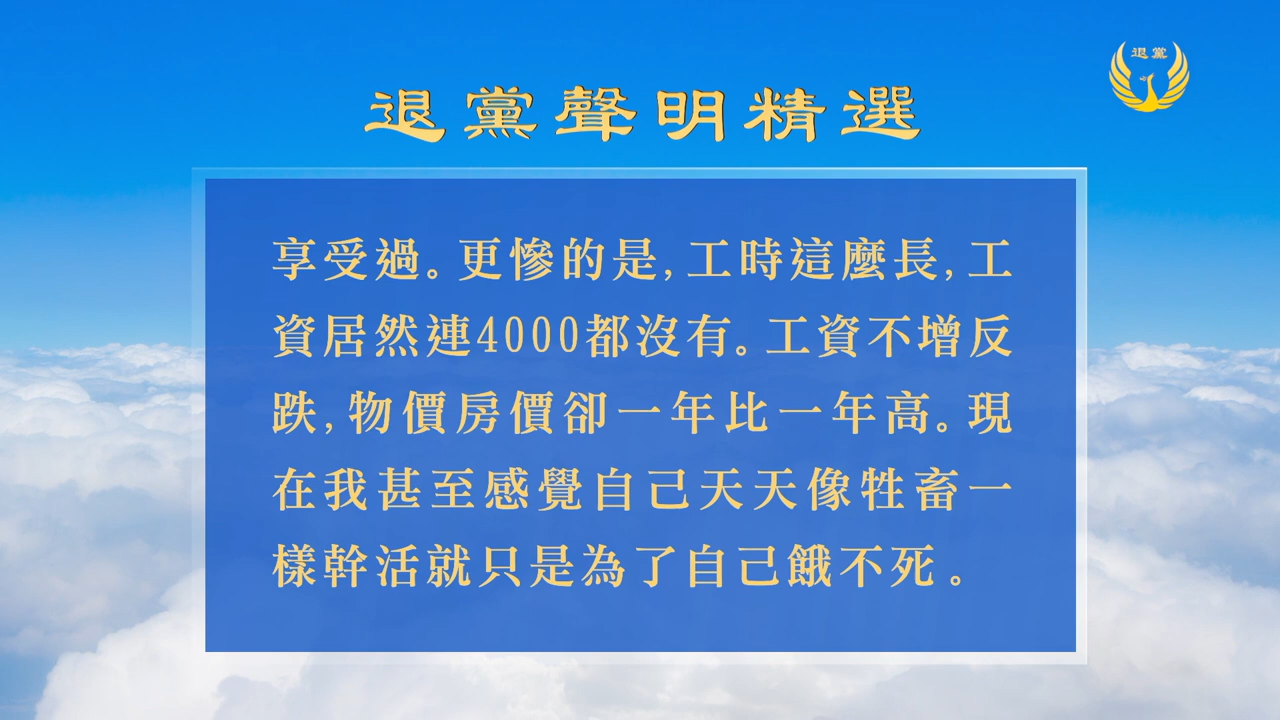 退黨
退黨聲明精選
享受過。更慘的是,工時這麼長,工
資居然連4000都沒有。工資不增反
跌,物價房價卻一年比一年高。現
在我甚至感覺自己天天像牲畜一
樣幹活就只是為了自己餓不死。